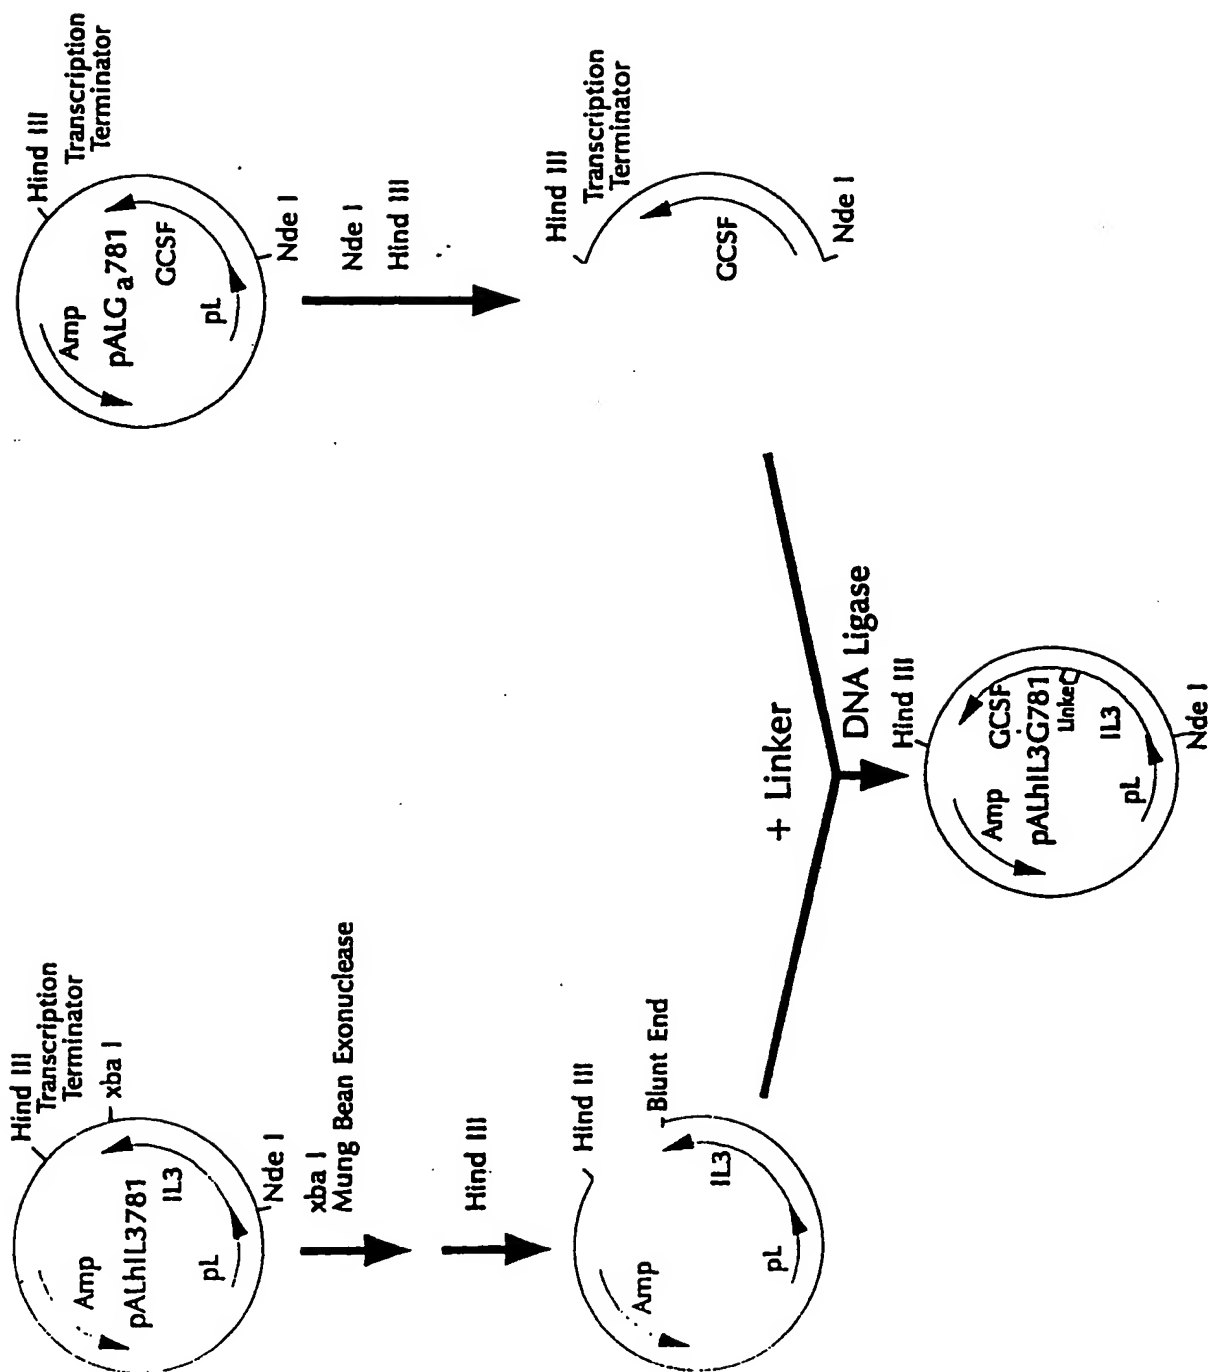 Hind III
Transcription
Terminator
xba I
Amp
pALhIL3781
IL3
pL
Nde I
xba I
Mung Bean Exonuclease
Hind III
Hind III
Blunt End
Amp
IL3
pL
Hind III
Transcription
Terminator
Amp
pALGa781
GCSF
pL
Nde I
Nde I
Hind III
Hind III
Transcription
Terminator
GCSF
Nde I
+ Linker
DNA Ligase
Hind III
Amp
GCSF
pALhIL3G781
Linker
IL3
pL
Nde I